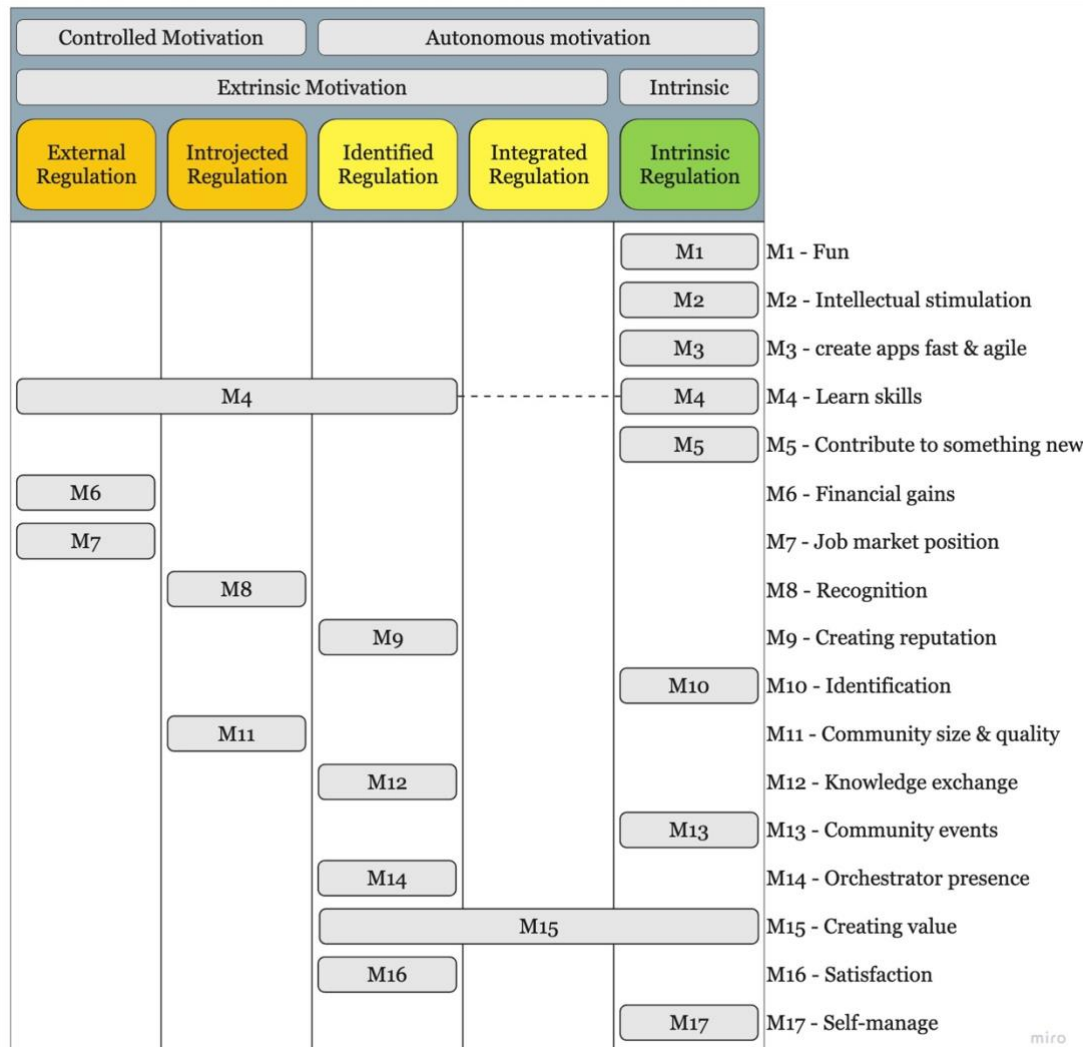 Controlled Motivation
Autonomous motivation
Extrinsic Motivation
Intrinsic
External
Regulation
Introjected
Regulation
Identified
Regulation
Integrated
Regulation
Intrinsic
Regulation
M1
M1 - Fun
M2
M2 - Intellectual stimulation
M3
M3 - create apps fast & agile
M4
M4
M4 - Learn skills
M5
M5 - Contribute to something new
M6
M6 - Financial gains
M7
M7 - Job market position
M8
M8 - Recognition
M9
M9 - Creating reputation
M10
M10 - Identification
M11
M11 - Community size & quality
M12
M12 - Knowledge exchange
M13
M13 - Community events
M14
M14 - Orchestrator presence
M15
M15 - Creating value
M16
M16 - Satisfaction
M17
M17 - Self-manage
miro